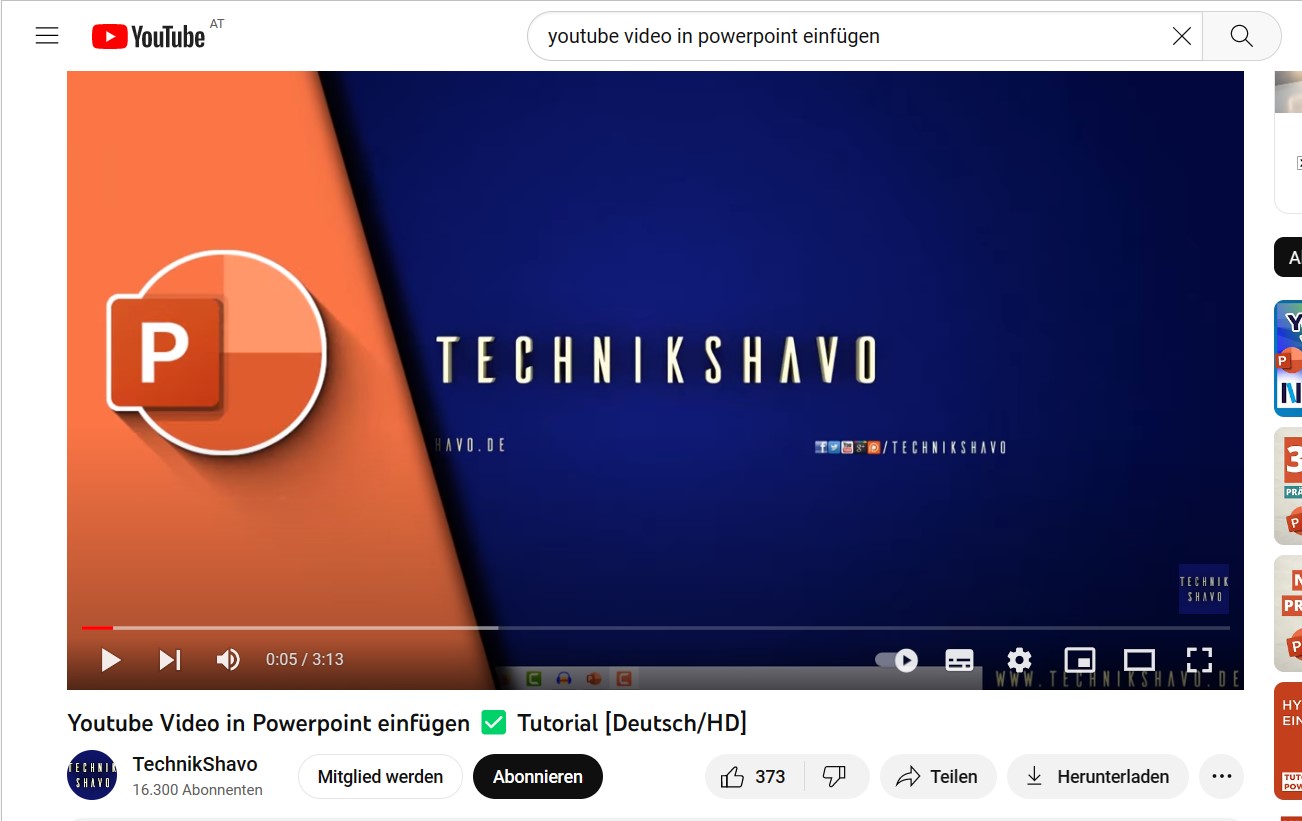 YouTube AT
youtube video in powerpoint einfügen
P
TECHNIKSHAVO
HAVO.DE
/TECHNIKSHAVO
TECHNIK
SHAVO
0:05 / 3:13
WWW.TECHNIKSHAVO.DE
Youtube Video in Powerpoint einfügen ✅ Tutorial [Deutsch/HD]
TECHNIK
SHAVO
TechnikShavo
16.300 Abonnenten
Mitglied werden
Abonnieren
373
Teilen
Herunterladen
A
Y
P
3
PRÄ
P
N
PR
P
HY
EIN
TUT
POW